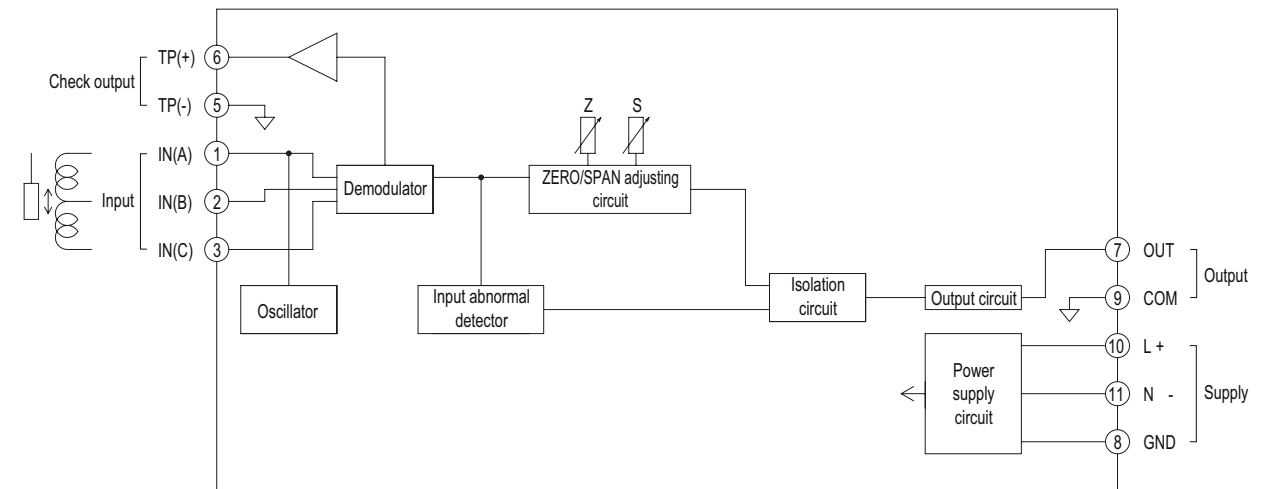 TP(+) 6
Check output
TP(-) 5
Z S
IN(A) 1
Demodulator
ZERO/SPAN adjusting
circuit
Input
IN(B) 2
IN(C) 3
7 OUT
Output
9 COM
Oscillator
Input abnormal
detector
Isolation
circuit
Output circuit
10 L +
Power
supply
circuit
11 N -
Supply
8 GND